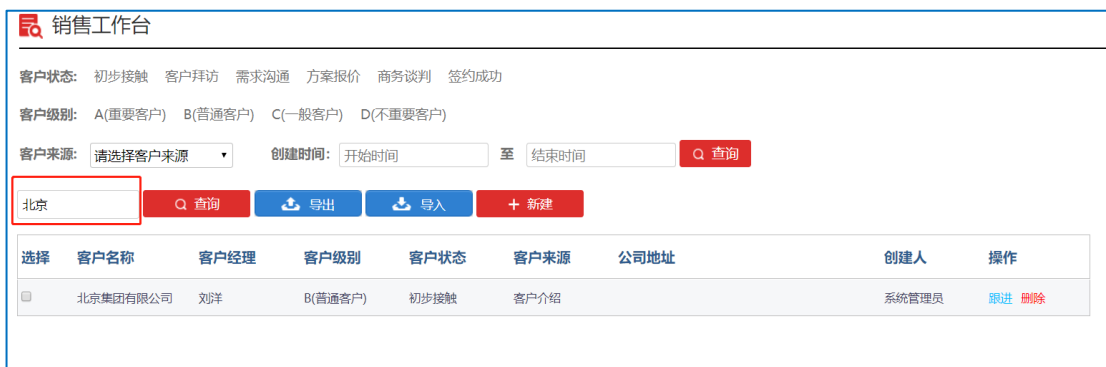 销售工作台
客户状态: 初步接触 客户拜访 需求沟通 方案报价 商务谈判 签约成功
客户级别: A(重要客户) B(普通客户) C(一般客户) D(不重要客户)
客户来源: 请选择客户来源 创建时间: 开始时间 至 结束时间 查询
北京 查询 导出 导入 新建
选择 客户名称 客户经理 客户级别 客户状态 客户来源 公司地址 创建人 操作
北京集团有限公司 刘洋 B(普通客户) 初步接触 客户介绍 系统管理员 跟进 删除